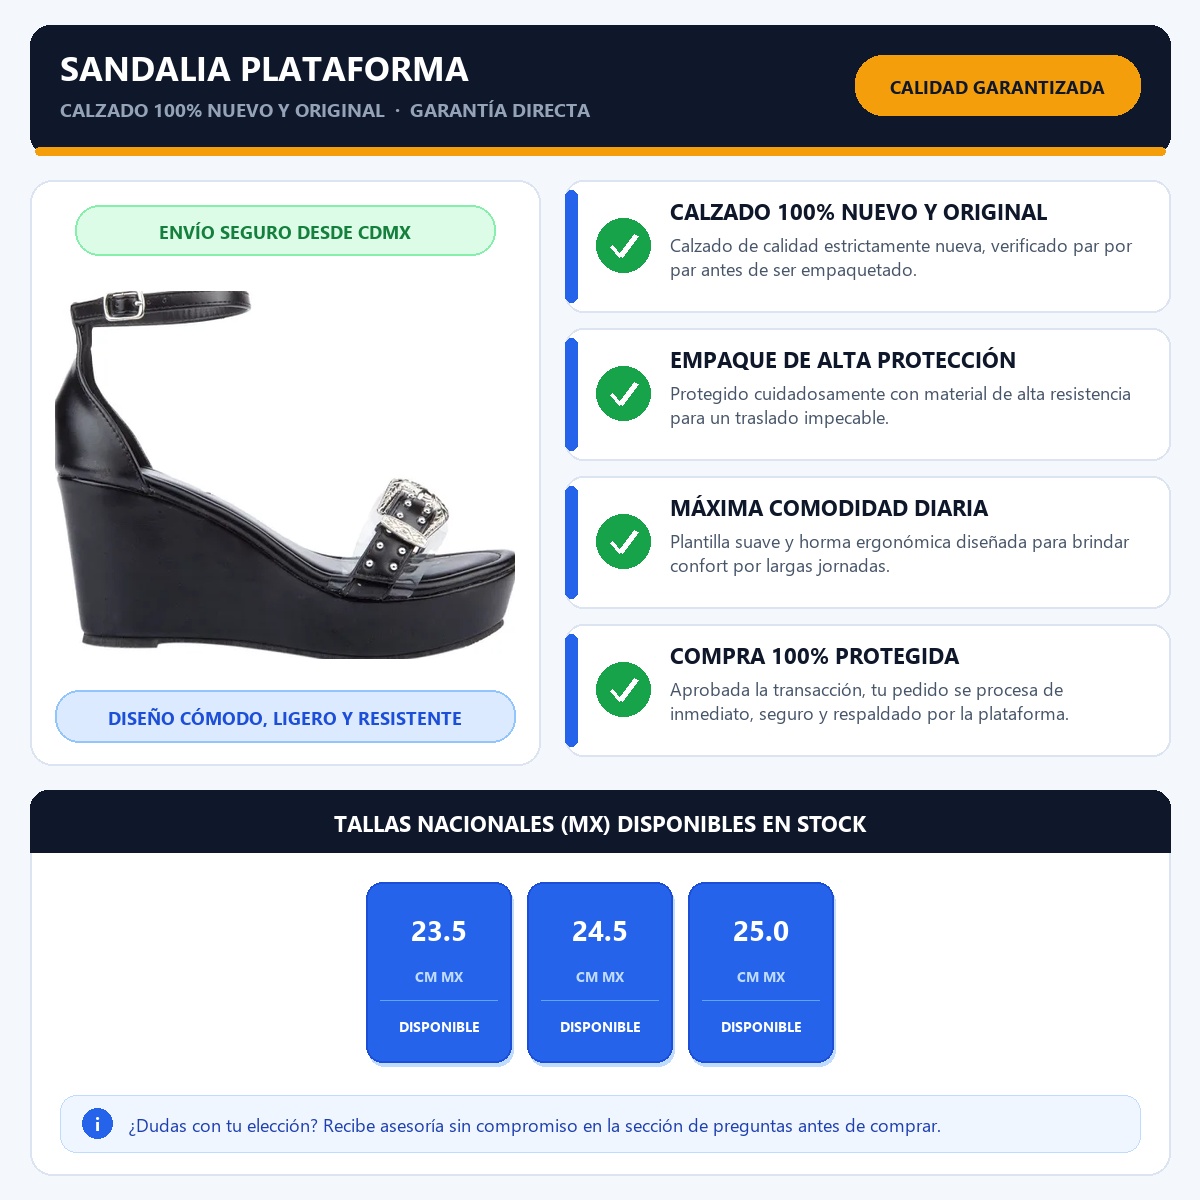 SANDALIA PLATAFORMA
CALZADO 100% NUEVO Y ORIGINAL · GARANTÍA DIRECTA
CALIDAD GARANTIZADA
ENVÍO SEGURO DESDE CDMX
DISEÑO CÓMODO, LIGERO Y RESISTENTE
CALZADO 100% NUEVO Y ORIGINAL
Calzado de calidad estrictamente nueva, verificado par por
par antes de ser empaquetado.
EMPAQUE DE ALTA PROTECCIÓN
Protegido cuidadosamente con material de alta resistencia
para un traslado impecable.
MÁXIMA COMODIDAD DIARIA
Plantilla suave y horma ergonómica diseñada para brindar
confort por largas jornadas.
COMPRA 100% PROTEGIDA
Aprobada la transacción, tu pedido se procesa de
inmediato, seguro y respaldado por la plataforma.
TALLAS NACIONALES (MX) DISPONIBLES EN STOCK
23.5
CM MX
DISPONIBLE
24.5
CM MX
DISPONIBLE
25.0
CM MX
DISPONIBLE
¿Dudas con tu elección? Recibe asesoría sin compromiso en la sección de preguntas antes de comprar.